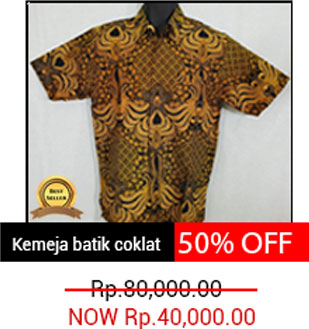 BEST
SELLER
Kemeja batik coklat 50% OFF
Rp.80,000.00
NOW Rp.40,000.00